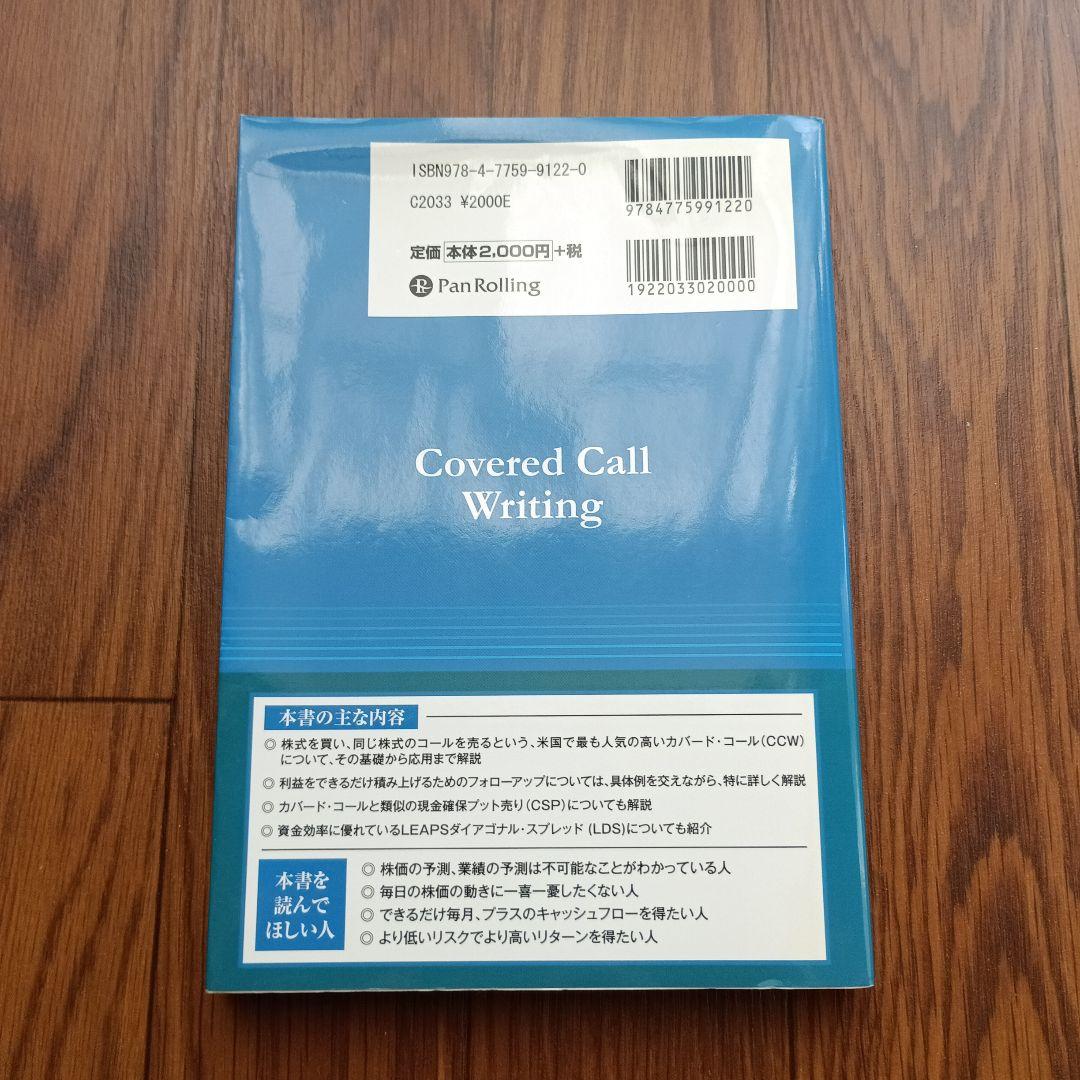 ISBN978-4-7759-9122-0
C2033 ¥2000E
定価 本体2,000円+税
PanRolling
9784775991220
1922033020000
Covered Call
Writing
本書の主な内容
◎ 株式を買い、同じ株式のコールを売るという、米国で最も人気の高いカバード・コール(CCW)
について、その基礎から応用まで解説
◎ 利益をできるだけ積み上げるためのフォローアップについては、具体例を交えながら、特に詳しく解説
◎ カバード・コールと類似の現金確保プット売り(CSP)についても解説
◎ 資金効率に優れているLEAPSダイアゴナル・スプレッド (LDS)についても紹介
本書を
読んで
ほしい人
◎ 株価の予測、業績の予測は不可能なことがわかっている人
◎ 毎日の株価の動きに一喜一憂したくない人
◎ できるだけ毎月、プラスのキャッシュフローを得たい人
◎ より低いリスクでより高いリターンを得たい人